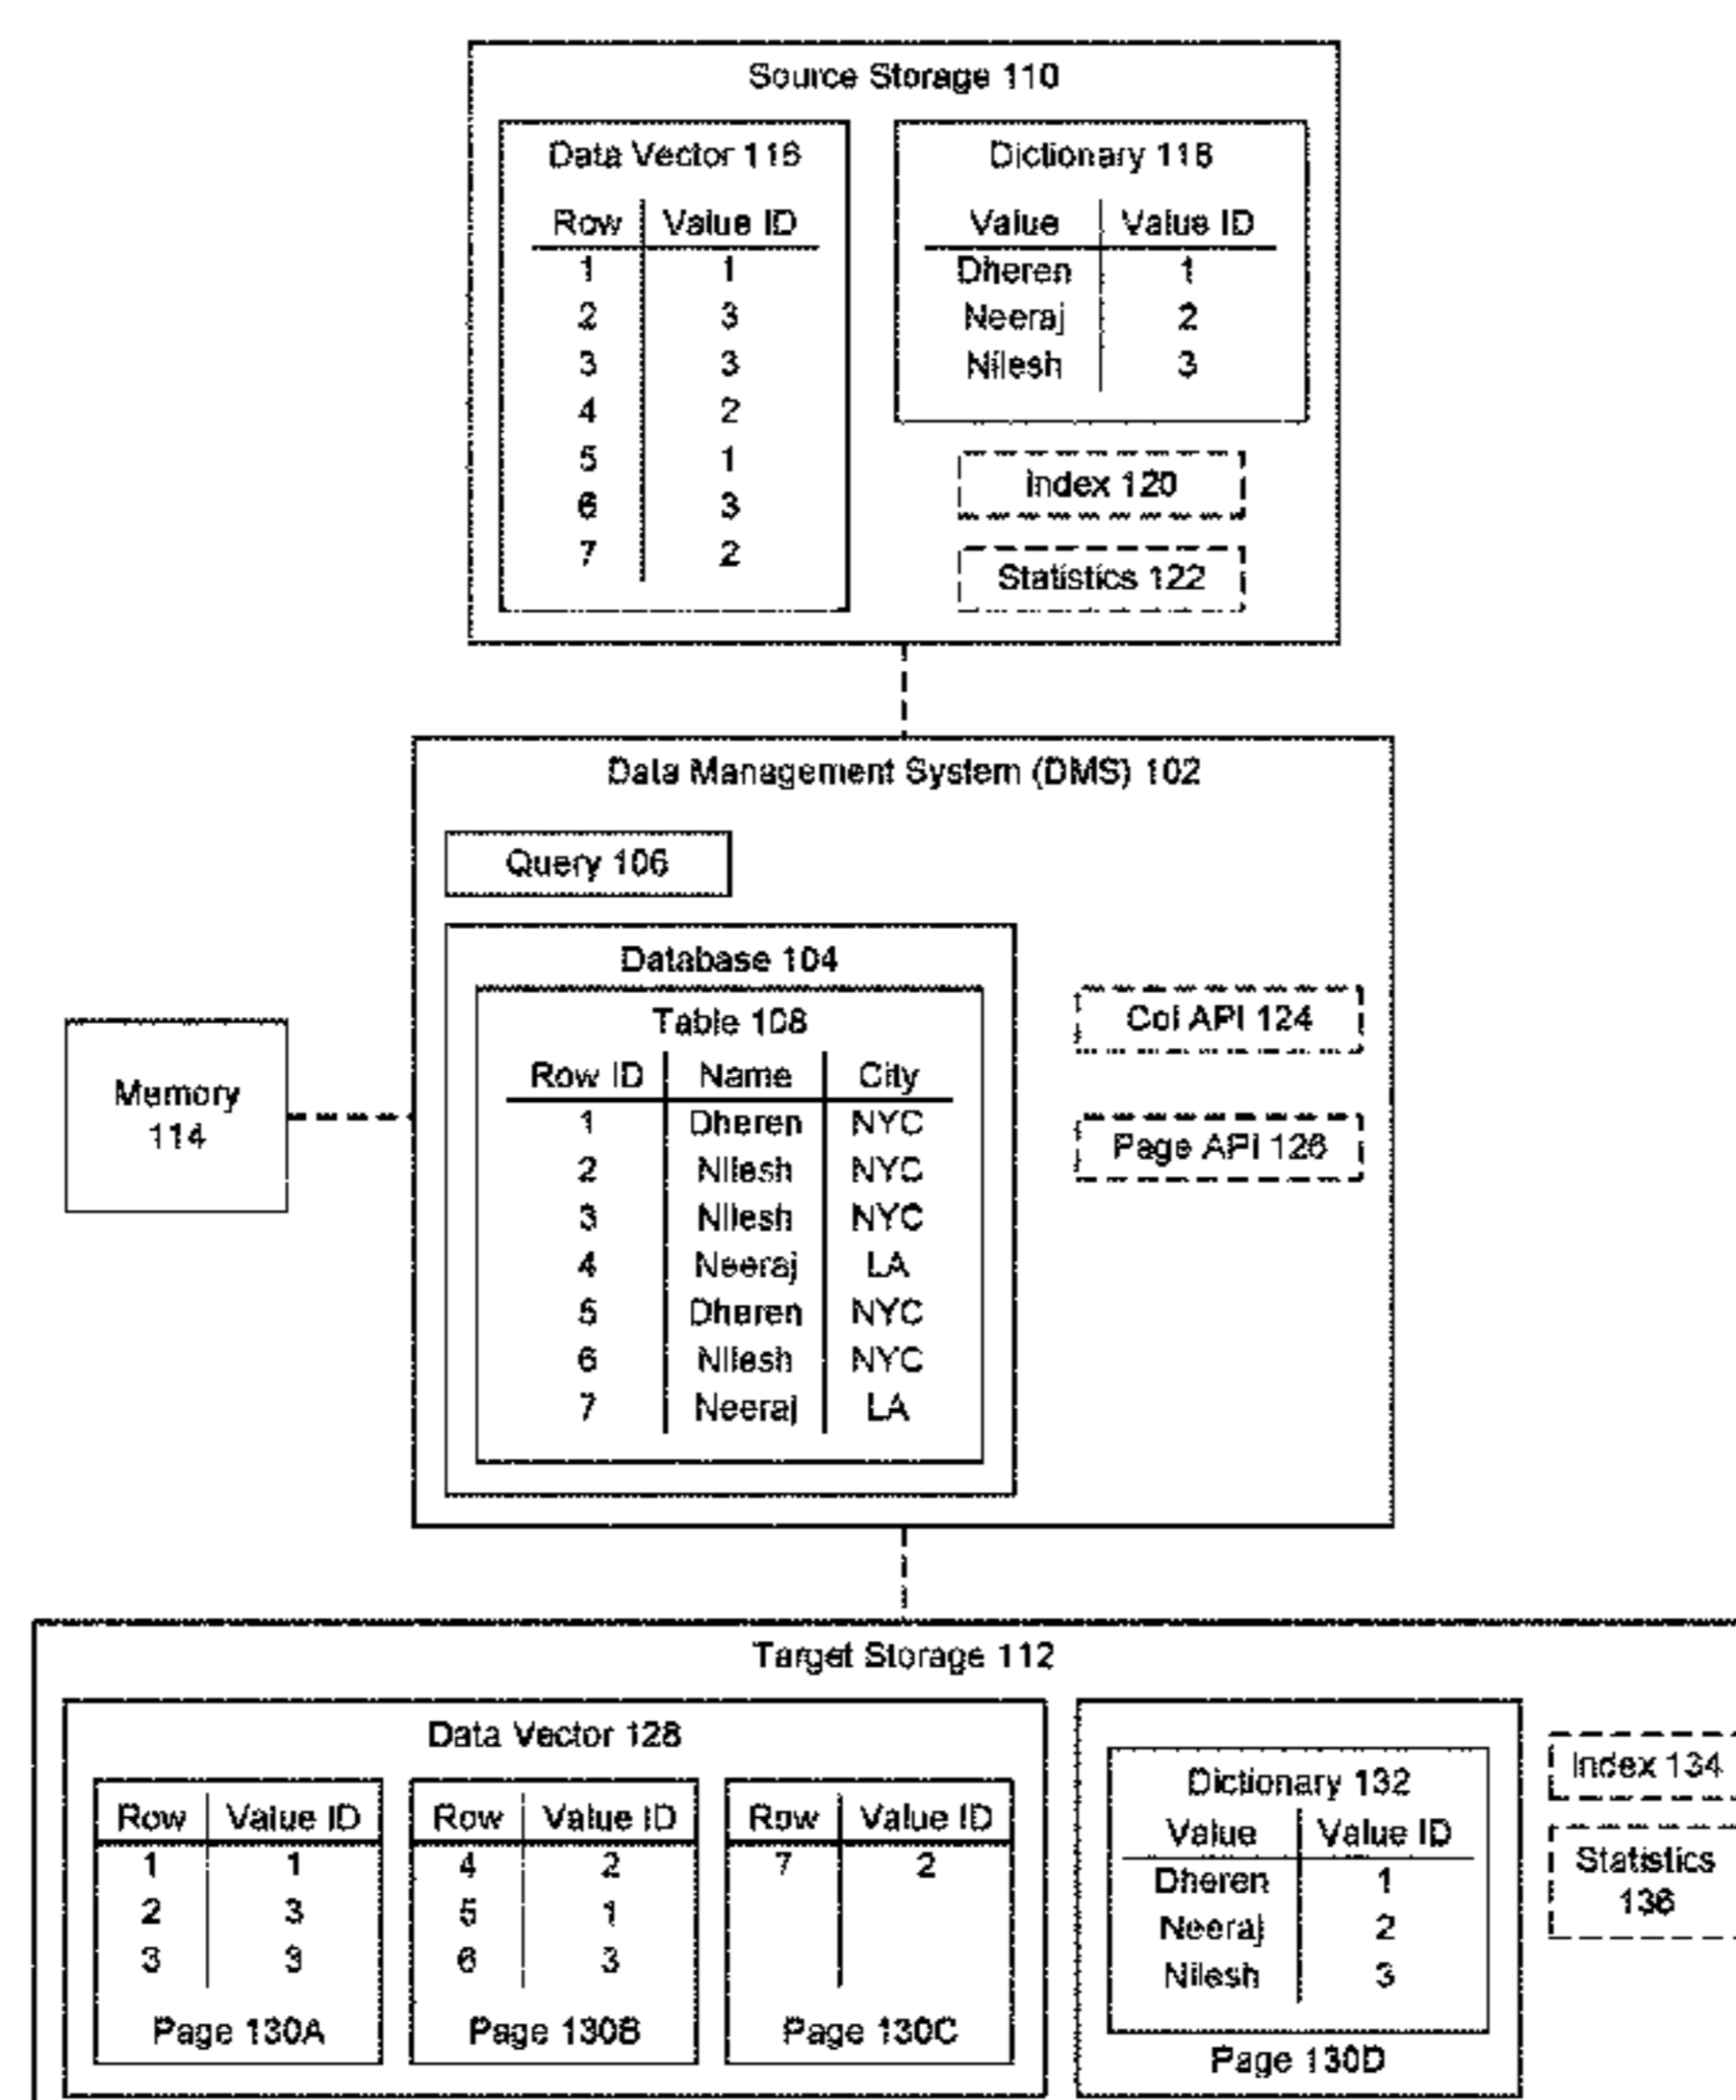 Source Storage 110
Data Vector 116
Row Value ID
1 1
2 3
3 3
4 2
5 1
6 3
7 2
Dictionary 118
Value Value ID
Dheren 1
Neeraj 2
Nilesh 3
Index 120
Statistics 122
Data Management System (DMS) 102
Query 106
Database 104
Table 108
Row ID Name City
1 Dheren NYC
2 Nilesh NYC
3 Nilesh NYC
4 Neeraj LA
5 Dheren NYC
6 Nilesh NYC
7 Neeraj LA
Col API 124
Page API 126
Memory
114
Target Storage 112
Data Vector 128
Row Value ID
1 1
2 3
3 3
Page 130A
Row Value ID
4 2
5 1
6 3
Page 130B
Row Value ID
7 2
Page 130C
Dictionary 132
Value Value ID
Dheren 1
Neeraj 2
Nilesh 3
Page 130D
Index 134
Statistics
136